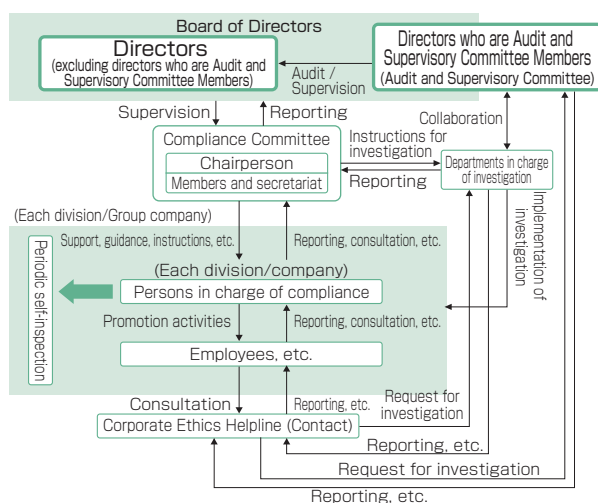 Board of Directors
Directors
(excluding directors who are Audit and
Supervisory Committee Members)
Audit /
Supervision
Directors who are Audit and
Supervisory Committee Members
(Audit and Supervisory Committee)
Supervision
Reporting
Collaboration
Compliance Committee
Chairperson
Members and secretariat
Instructions for
investigation
Reporting
Departments in charge
of investigation
Implementation of
investigation
(Each division/Group company)
Support, guidance, instructions, etc.
Reporting, consultation, etc.
(Each division/company)
Persons in charge of compliance
Periodic self-inspection
Promotion activities
Reporting, consultation, etc.
Employees, etc.
Consultation
Reporting, etc.
Request for
investigation
Corporate Ethics Helpline (Contact)
Reporting, etc.
Request for investigation
Reporting, etc.